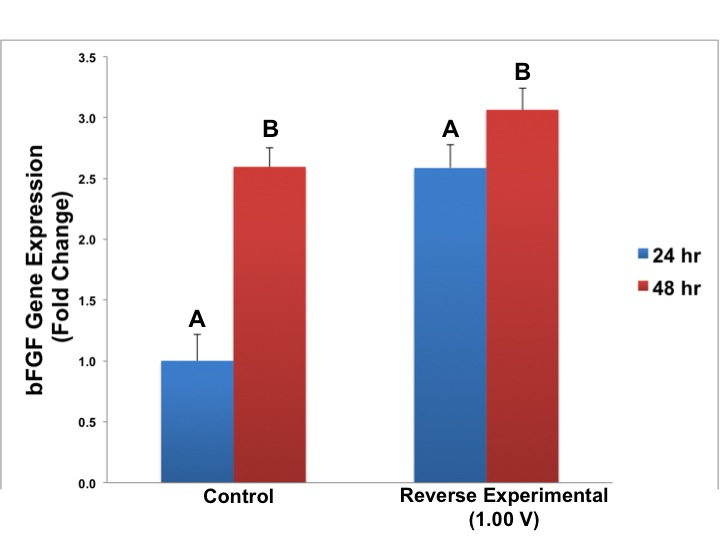 bFGF Gene Expression
(Fold Change)
3.5
3.0
2.5
2.0
1.5
1.0
0.5
0.0
A
B
A
B
Control
Reverse Experimental
(1.00 V)
24 hr
48 hr